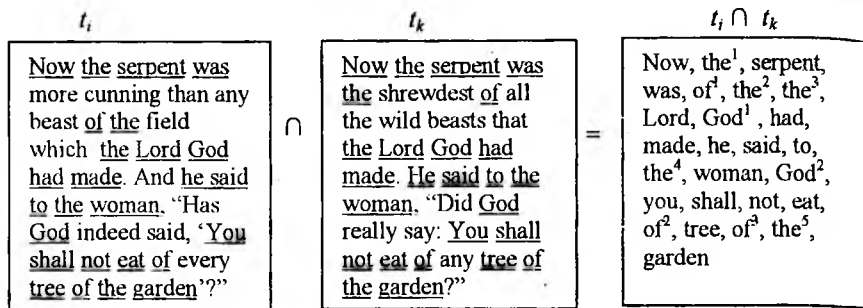 t_i
Now the serpent was
more cunning than any
beast of the field
which the Lord God
had made. And he said
to the woman, “Has
God indeed said, ‘You
shall not eat of every
tree of the garden’?”
∩
t_k
Now the serpent was
the shrewdest of all
the wild beasts that
the Lord God had
made. He said to the
woman, “Did God
really say: You shall
not eat of any tree of
the garden?”
=
t_i ∩ t_k
Now, the¹, serpent,
was, of¹, the², the³,
Lord, God¹ , had,
made, he, said, to,
the⁴, woman, God²,
you, shall, not, eat,
of², tree, of³, the⁵,
garden